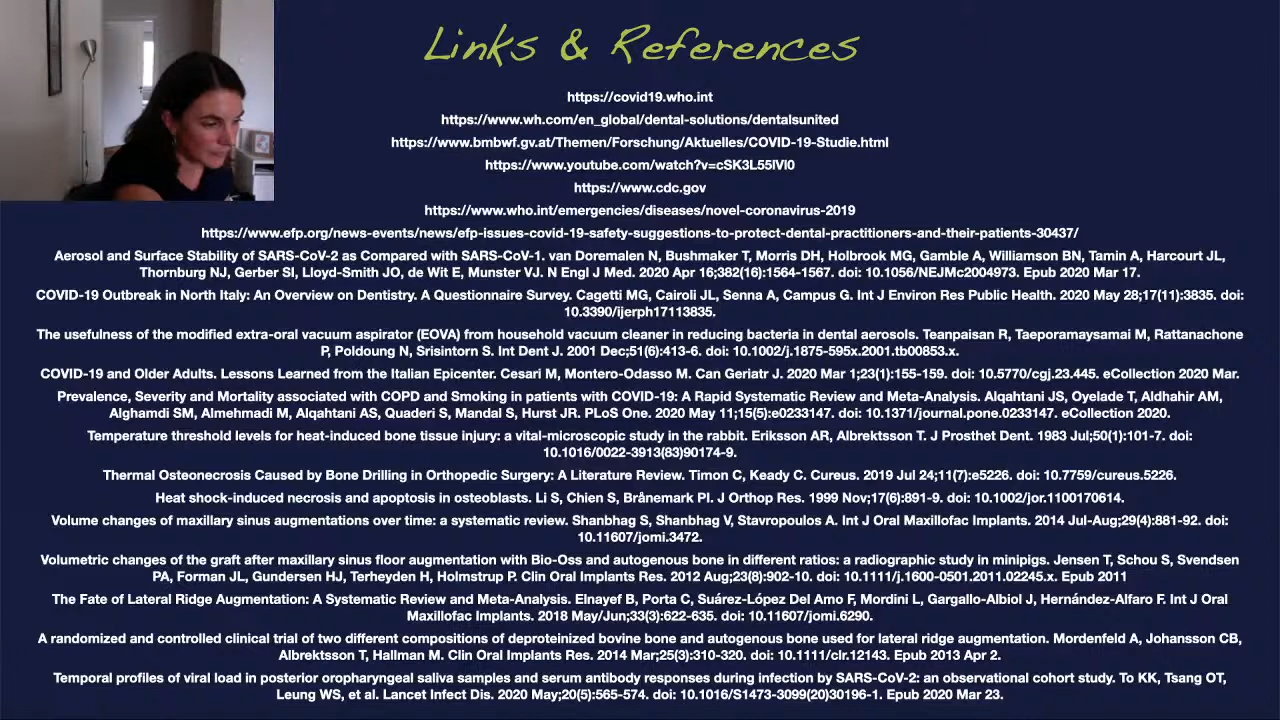 Links & References
https://covid19.who.int
https://www.wh.com/en_global/dental-solutions/dentalsunited
https://www.bmbwf.gv.at/Themen/Forschung/Aktuelles/COVID-19-Studie.html
https://www.youtube.com/watch?v=cSK3L55lVl0
https://www.cdc.gov
https://www.who.int/emergencies/diseases/novel-coronavirus-2019
https://www.efp.org/news-events/news/efp-issues-covid-19-safety-suggestions-to-protect-dental-practitioners-and-their-patients-30437/
Aerosol and Surface Stability of SARS-CoV-2 as Compared with SARS-CoV-1. van Doremalen N, Bushmaker T, Morris DH, Holbrook MG, Gamble A, Williamson BN, Tamin A, Harcourt JL,
Thornburg NJ, Gerber SI, Lloyd-Smith JO, de Wit E, Munster VJ. N Engl J Med. 2020 Apr 16;382(16):1564-1567. doi: 10.1056/NEJMc2004973. Epub 2020 Mar 17.
COVID-19 Outbreak in North Italy: An Overview on Dentistry. A Questionnaire Survey. Cagetti MG, Cairoli JL, Senna A, Campus G. Int J Environ Res Public Health. 2020 May 28;17(11):3835. doi:
10.3390/ijerph17113835.
The usefulness of the modified extra-oral vacuum aspirator (EOVA) from household vacuum cleaner in reducing bacteria in dental aerosols. Teanpaisan R, Taeporamaysamai M, Rattanachone
P, Poldoung N, Srisintorn S. Int Dent J. 2001 Dec;51(6):413-6. doi: 10.1002/j.1875-595x.2001.tb00853.x.
COVID-19 and Older Adults. Lessons Learned from the Italian Epicenter. Cesari M, Montero-Odasso M. Can Geriatr J. 2020 Mar 1;23(1):155-159. doi: 10.5770/cgj.23.445. eCollection 2020 Mar.
Prevalence, Severity and Mortality associated with COPD and Smoking in patients with COVID-19: A Rapid Systematic Review and Meta-Analysis. Alqahtani JS, Oyelade T, Aldhahir AM,
Alghamdi SM, Almehmadi M, Alqahtani AS, Quaderi S, Mandal S, Hurst JR. PLoS One. 2020 May 11;15(5):e0233147. doi: 10.1371/journal.pone.0233147. eCollection 2020.
Temperature threshold levels for heat-induced bone tissue injury: a vital-microscopic study in the rabbit. Eriksson AR, Albrektsson T. J Prosthet Dent. 1983 Jul;50(1):101-7. doi:
10.1016/0022-3913(83)90174-9.
Thermal Osteonecrosis Caused by Bone Drilling in Orthopedic Surgery: A Literature Review. Timon C, Keady C. Cureus. 2019 Jul 24;11(7):e5226. doi: 10.7759/cureus.5226.
Heat shock-induced necrosis and apoptosis in osteoblasts. Li S, Chien S, Brånemark PI. J Orthop Res. 1999 Nov;17(6):891-9. doi: 10.1002/jor.1100170614.
Volume changes of maxillary sinus augmentations over time: a systematic review. Shanbhag S, Shanbhag V, Stavropoulos A. Int J Oral Maxillofac Implants. 2014 Jul-Aug;29(4):881-92. doi:
10.11607/jomi.3472.
Volumetric changes of the graft after maxillary sinus floor augmentation with Bio-Oss and autogenous bone in different ratios: a radiographic study in minipigs. Jensen T, Schou S, Svendsen
PA, Forman JL, Gundersen HJ, Terheyden H, Holmstrup P. Clin Oral Implants Res. 2012 Aug;23(8):902-10. doi: 10.1111/j.1600-0501.2011.02245.x. Epub 2011
The Fate of Lateral Ridge Augmentation: A Systematic Review and Meta-Analysis. Elnayef B, Porta C, Suárez-López Del Amo F, Mordini L, Gargallo-Albiol J, Hernández-Alfaro F. Int J Oral
Maxillofac Implants. 2018 May/Jun;33(3):622-635. doi: 10.11607/jomi.6290.
A randomized and controlled clinical trial of two different compositions of deproteinized bovine bone and autogenous bone used for lateral ridge augmentation. Mordenfeld A, Johansson CB,
Albrektsson T, Hallman M. Clin Oral Implants Res. 2014 Mar;25(3):310-320. doi: 10.1111/clr.12143. Epub 2013 Apr 2.
Temporal profiles of viral load in posterior oropharyngeal saliva samples and serum antibody responses during infection by SARS-CoV-2: an observational cohort study. To KK, Tsang OT,
Leung WS, et al. Lancet Infect Dis. 2020 May;20(5):565-574. doi: 10.1016/S1473-3099(20)30196-1. Epub 2020 Mar 23.